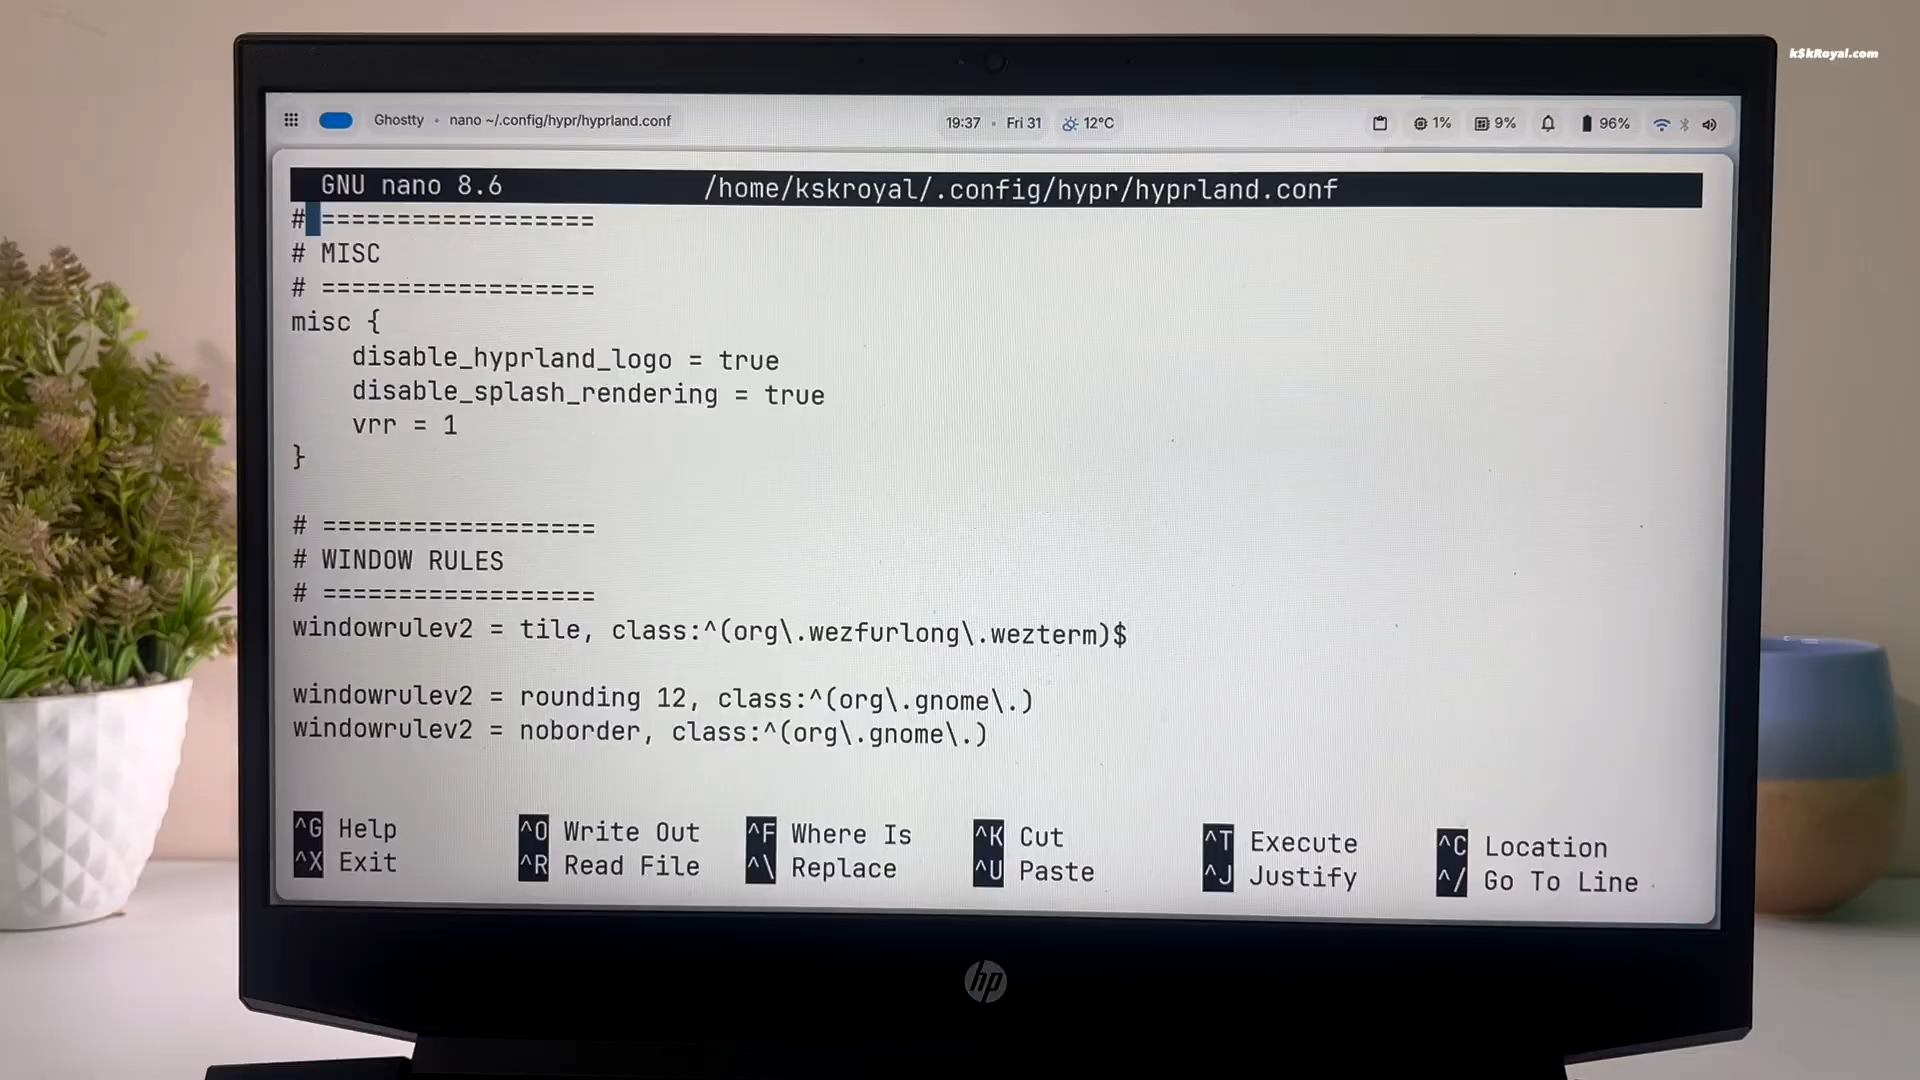 kSkRoyal.com
Ghostty • nano ~/.config/hypr/hyprland.conf
19:37 • Fri 31 12°C
1% 9% 96%
GNU nano 8.6 /home/kskroyal/.config/hypr/hyprland.conf
# ==================
# MISC
# ==================
misc {
    disable_hyprland_logo = true
    disable_splash_rendering = true
    vrr = 1
}
# ==================
# WINDOW RULES
# ==================
windowrulev2 = tile, class:^(org\.wezfurlong\.wezterm)$
windowrulev2 = rounding 12, class:^(org\.gnome\.)
windowrulev2 = noborder, class:^(org\.gnome\.)
^G Help ^O Write Out ^F Where Is ^K Cut ^T Execute ^C Location
^X Exit ^R Read File ^\ Replace ^U Paste ^J Justify ^/ Go To Line
hp